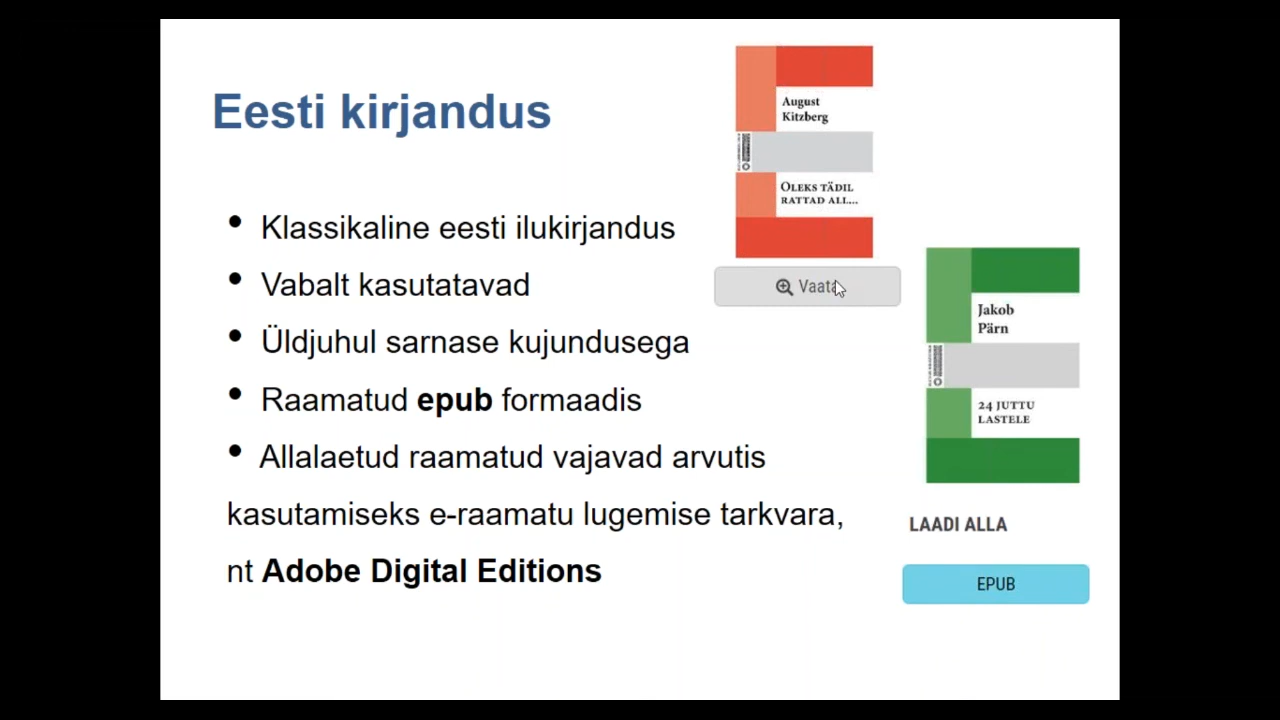 Eesti kirjandus
• Klassikaline eesti ilukirjandus
• Vabalt kasutatavad
• Üldjuhul sarnase kujundusega
• Raamatud epub formaadis
• Allalaetud raamatud vajavad arvutis
kasutamiseks e-raamatu lugemise tarkvara,
nt Adobe Digital Editions
August
Kitzberg
OLEKS TÄDIL
RATTAD ALL...
Vaata
Jakob
Pärn
24 JUTTU
LASTELE
LAADI ALLA
EPUB